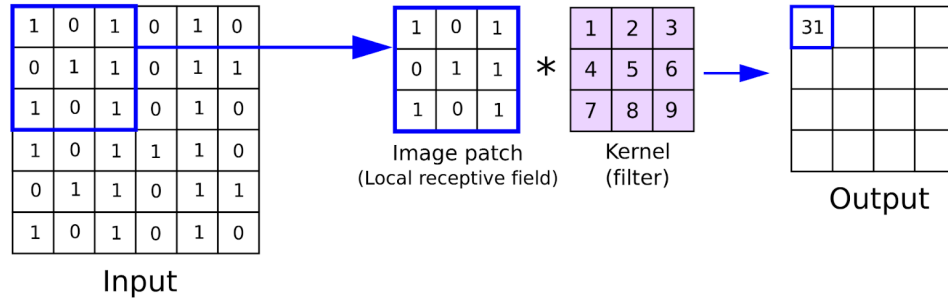 1 0 1 0 1 0
0 1 1 0 1 1
1 0 1 0 1 0
1 0 1 1 1 0
0 1 1 0 1 1
1 0 1 0 1 0
Input
1 0 1
0 1 1
1 0 1
Image patch
(Local receptive field)
*
1 2 3
4 5 6
7 8 9
Kernel
(filter)
31
Output